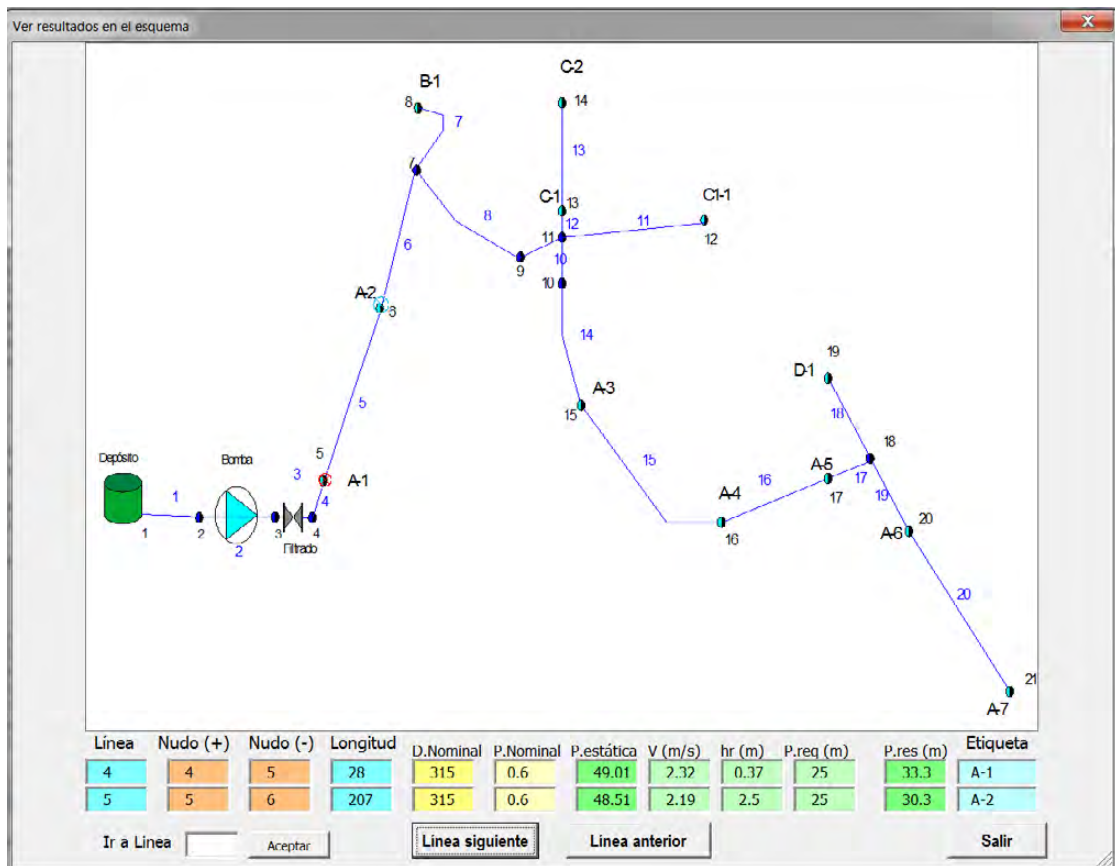 Ver resultados en el esquema
C-2
B-1
8
14
7
13
7
C-1
13
C1-1
8
12
11
11
12
6
9
10
10
A-2
6
14
19
A-3
D-1
15
5
18
18
5
15
A-5
Depósito
Bomba
3
A-1
16
17
17
19
1
4
A-4
20
1
2
2
3
4
16
A-6
Filtrado
20
21
A-7
Línea Nudo (+) Nudo (-) Longitud D.Nominal P.Nominal P.estática V (m/s) hr (m) P.req (m) P.res (m) Etiqueta
4 4 5 28 315 0.6 49.01 2.32 0.37 25 33.3 A-1
5 5 6 207 315 0.6 48.51 2.19 2.5 25 30.3 A-2
Ir a Linea Aceptar Linea siguiente Linea anterior Salir